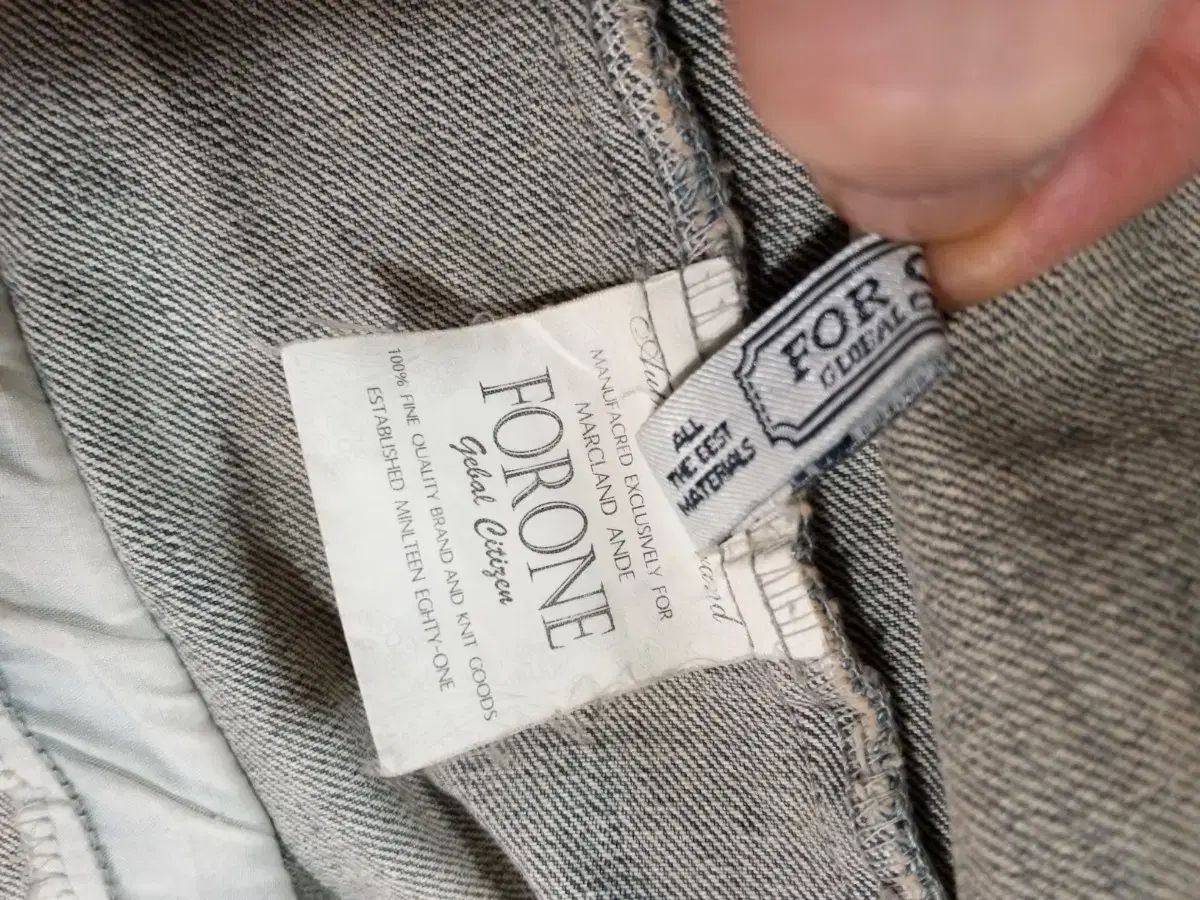 MANUFACRED EXCLUSIVELY FOR
MARCLAND ANDE
FORONE
Gebal Citizen
100% FINE QUALITY BRAND AND KNIT GOODS
ESTABLISHED MINLTEEN EGHTY-ONE
FOR
GLOBAL
ALL
THE BEST
MATERIALS